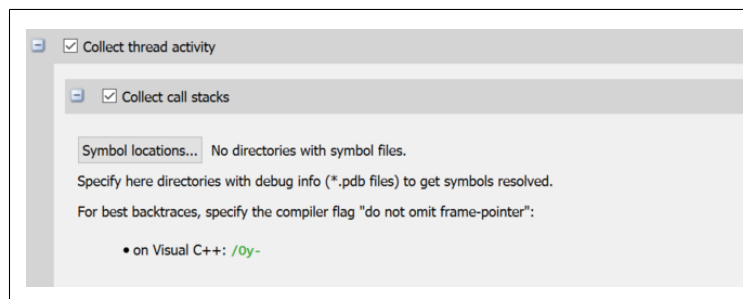 Collect thread activity
Collect call stacks
Symbol locations... No directories with symbol files.
Specify here directories with debug info (*.pdb files) to get symbols resolved.
For best backtraces, specify the compiler flag "do not omit frame-pointer":
• on Visual C++: /Oy-